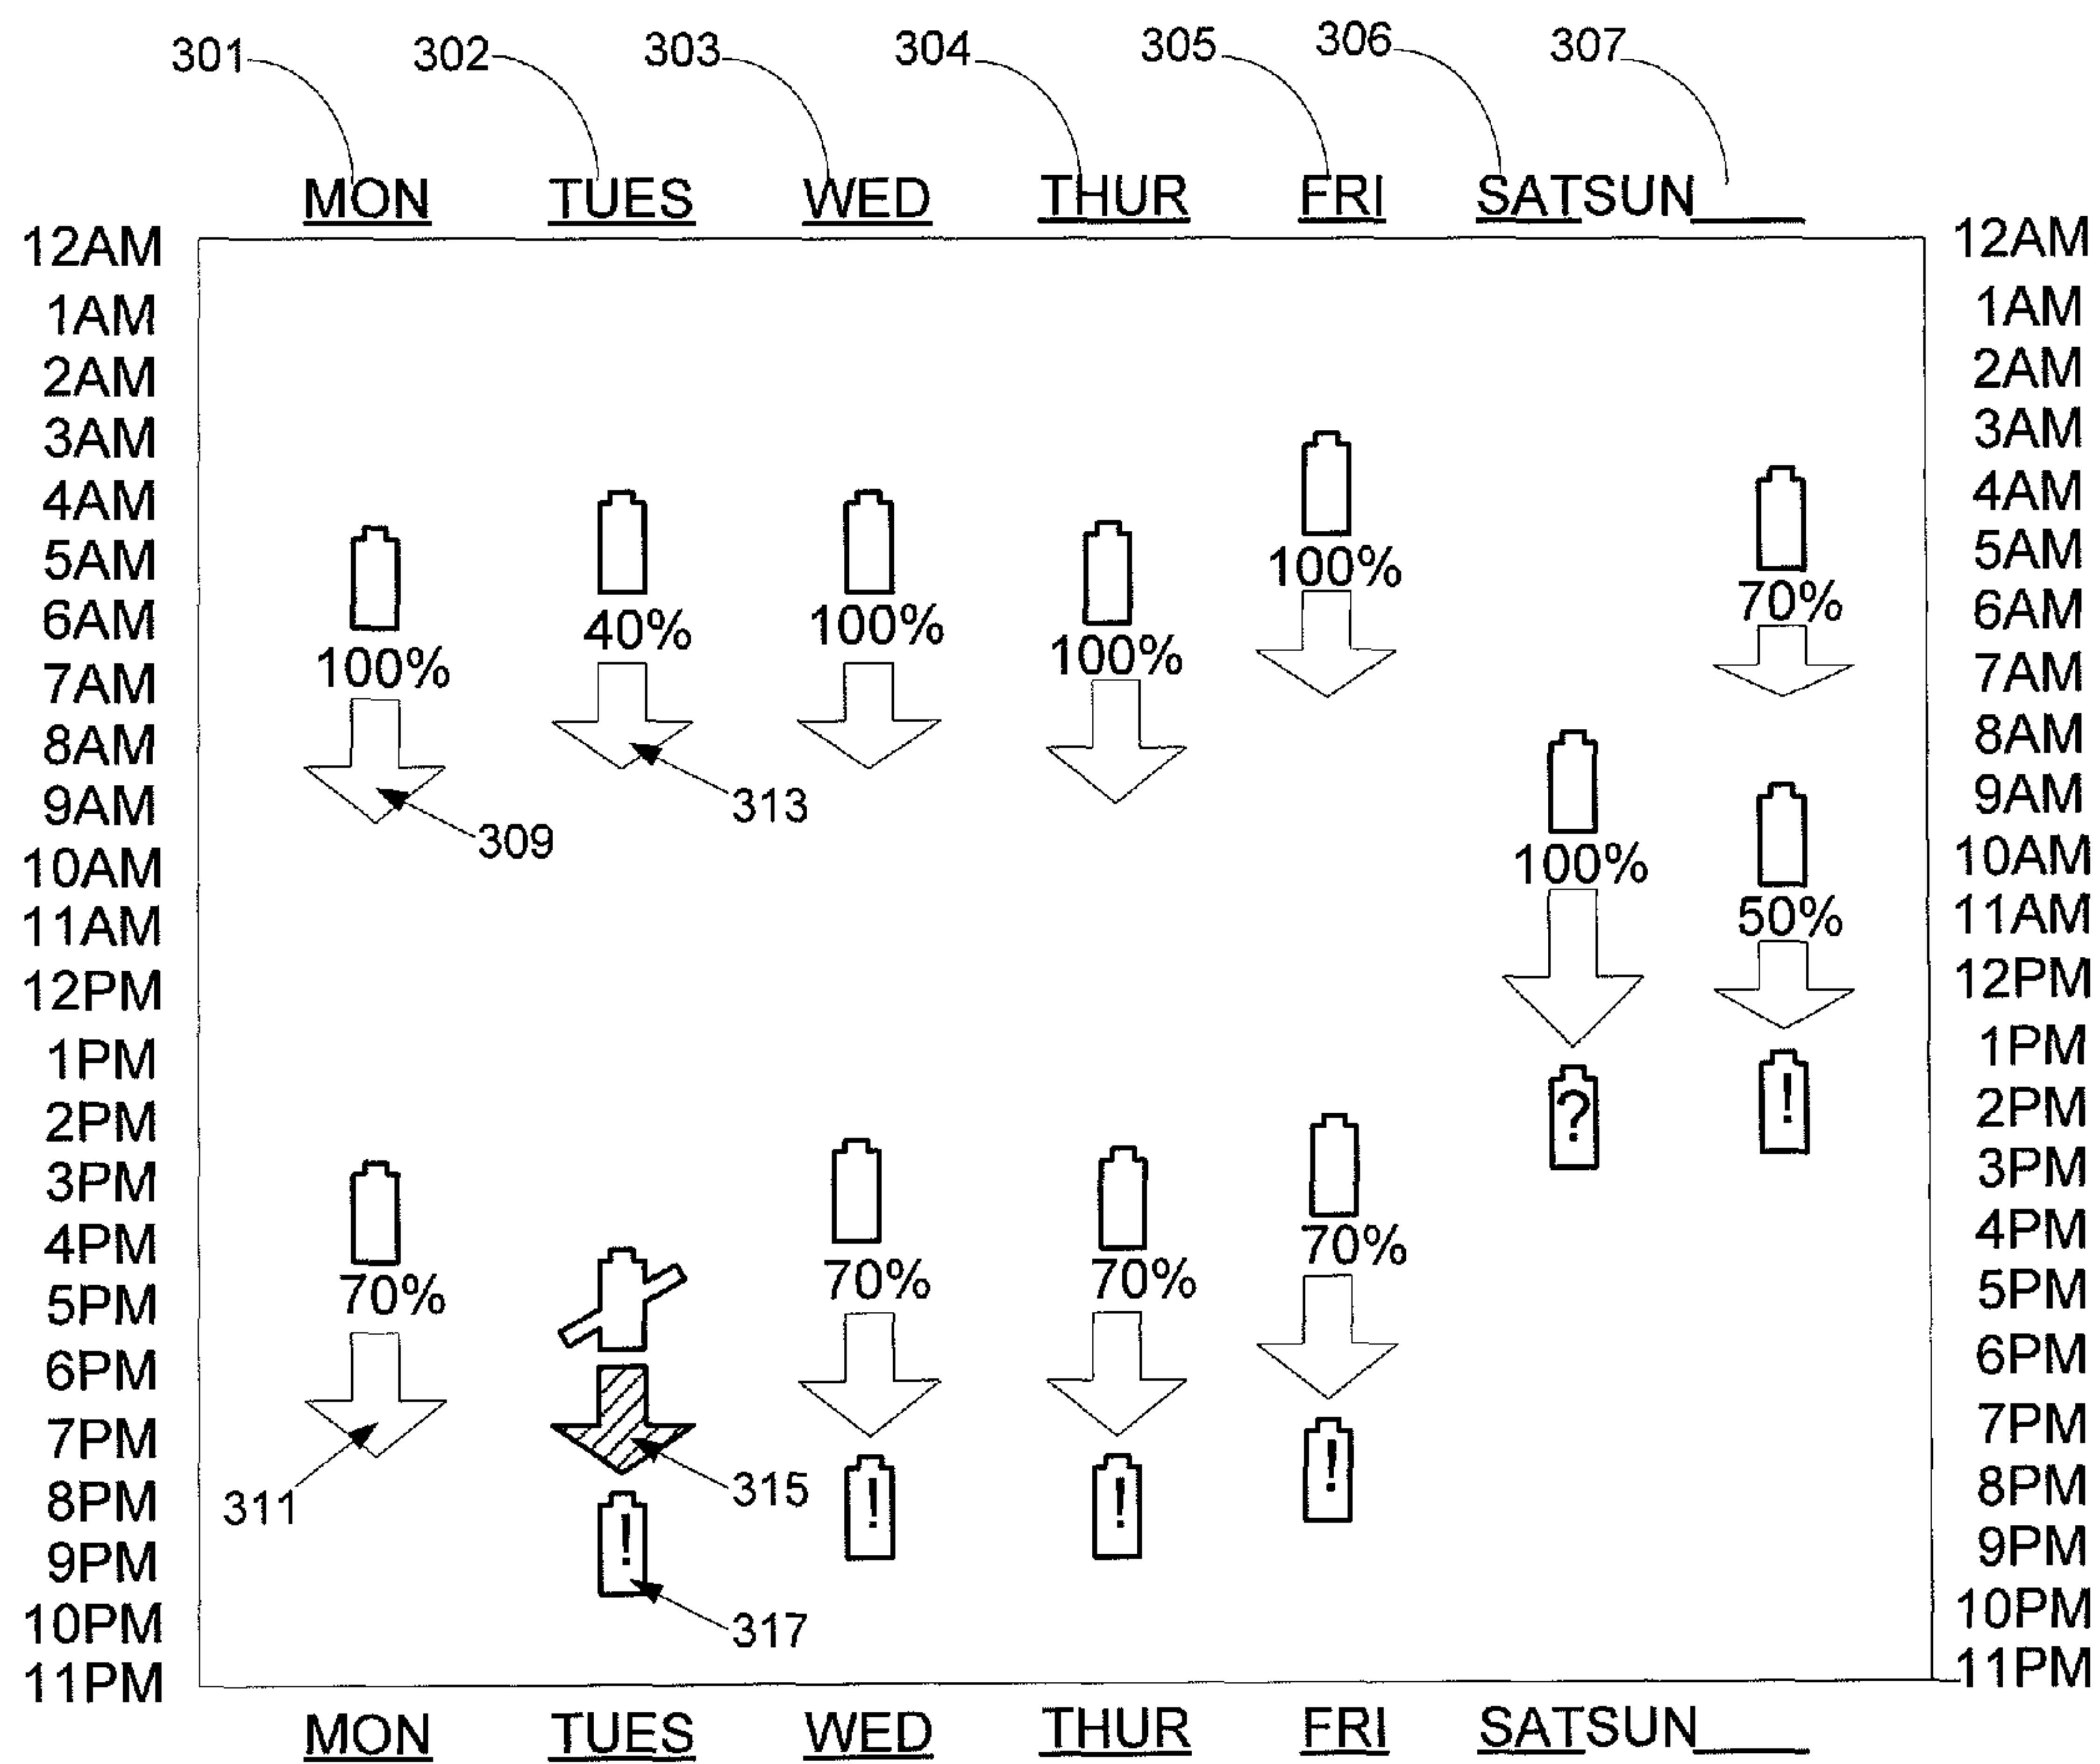 301 302 303 304 305 306 307
MON TUES WED THUR FRI SATSUN
12AM 12AM
1AM 1AM
2AM 2AM
3AM 3AM
4AM 4AM
5AM 100% 5AM
6AM 40% 100% 70% 6AM
100% 100%
7AM 7AM
8AM 8AM
9AM 313 9AM
309
10AM 100% 10AM
11AM 50% 11AM
12PM 12PM
1PM 1PM
2PM ? ! 2PM
3PM 3PM
4PM 70% 4PM
5PM 70% 70% 70% 5PM
6PM 6PM
7PM ! 7PM
8PM 311 315 ! ! 8PM
9PM ! 9PM
10PM 317 10PM
11PM 11PM
MON TUES WED THUR FRI SATSUN